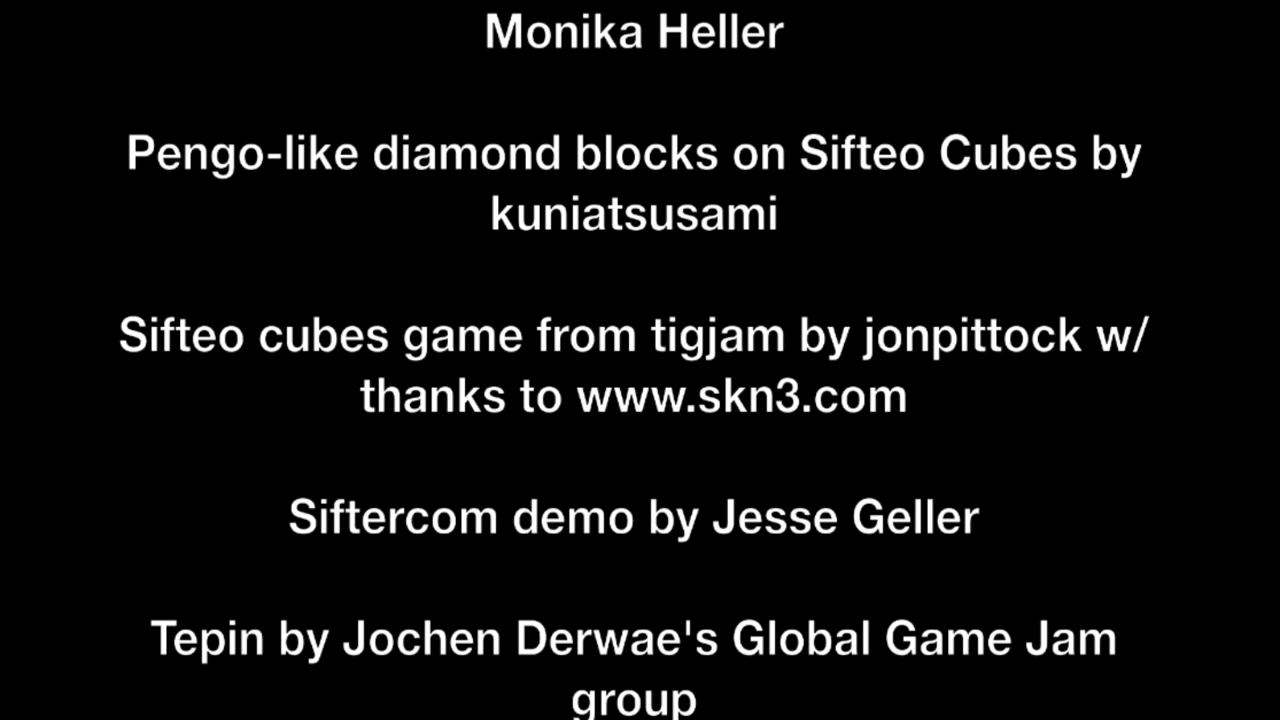 Monika Heller
Pengo-like diamond blocks on Sifteo Cubes by
kuniatsusami
Sifteo cubes game from tigjam by jonpittock w/
thanks to www.skn3.com
Siftercom demo by Jesse Geller
Tepin by Jochen Derwae's Global Game Jam
group